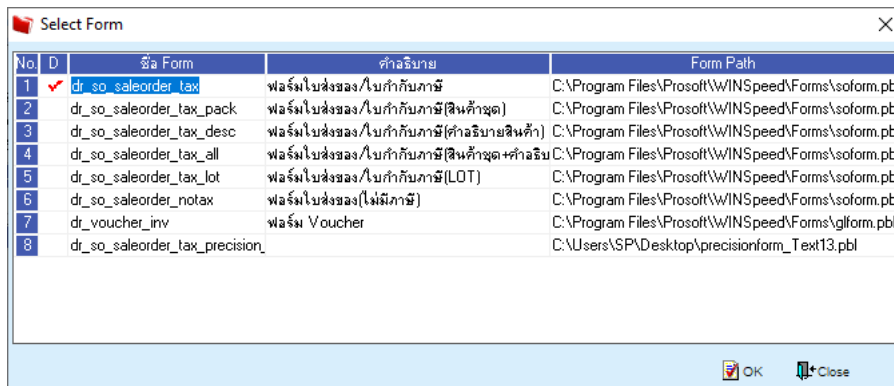 Select Form
No. D ชื่อ Form คำอธิบาย Form Path
1 dr_so_saleorder_tax ฟอร์มใบส่งของ/ใบกำกับภาษี C:\Program Files\Prosoft\WINSpeed\Forms\soform.pb
2 dr_so_saleorder_tax_pack ฟอร์มใบส่งของ/ใบกำกับภาษี(สินค้าชุด) C:\Program Files\Prosoft\WINSpeed\Forms\soform.pb
3 dr_so_saleorder_tax_desc ฟอร์มใบส่งของ/ใบกำกับภาษี(คำอธิบายสินค้า) C:\Program Files\Prosoft\WINSpeed\Forms\soform.pb
4 dr_so_saleorder_tax_all ฟอร์มใบส่งของ/ใบกำกับภาษี(สินค้าชุด+คำอธิบ C:\Program Files\Prosoft\WINSpeed\Forms\soform.pb
5 dr_so_saleorder_tax_lot ฟอร์มใบส่งของ/ใบกำกับภาษี(LOT) C:\Program Files\Prosoft\WINSpeed\Forms\soform.pb
6 dr_so_saleorder_notax ฟอร์มใบส่งของ(ไม่มีภาษี) C:\Program Files\Prosoft\WINSpeed\Forms\soform.pb
7 dr_voucher_inv ฟอร์ม Voucher C:\Program Files\Prosoft\WINSpeed\Forms\glform.pbl
8 dr_so_saleorder_tax_precision_ C:\Users\SP\Desktop\precisionform_Text13.pbl
OK Close